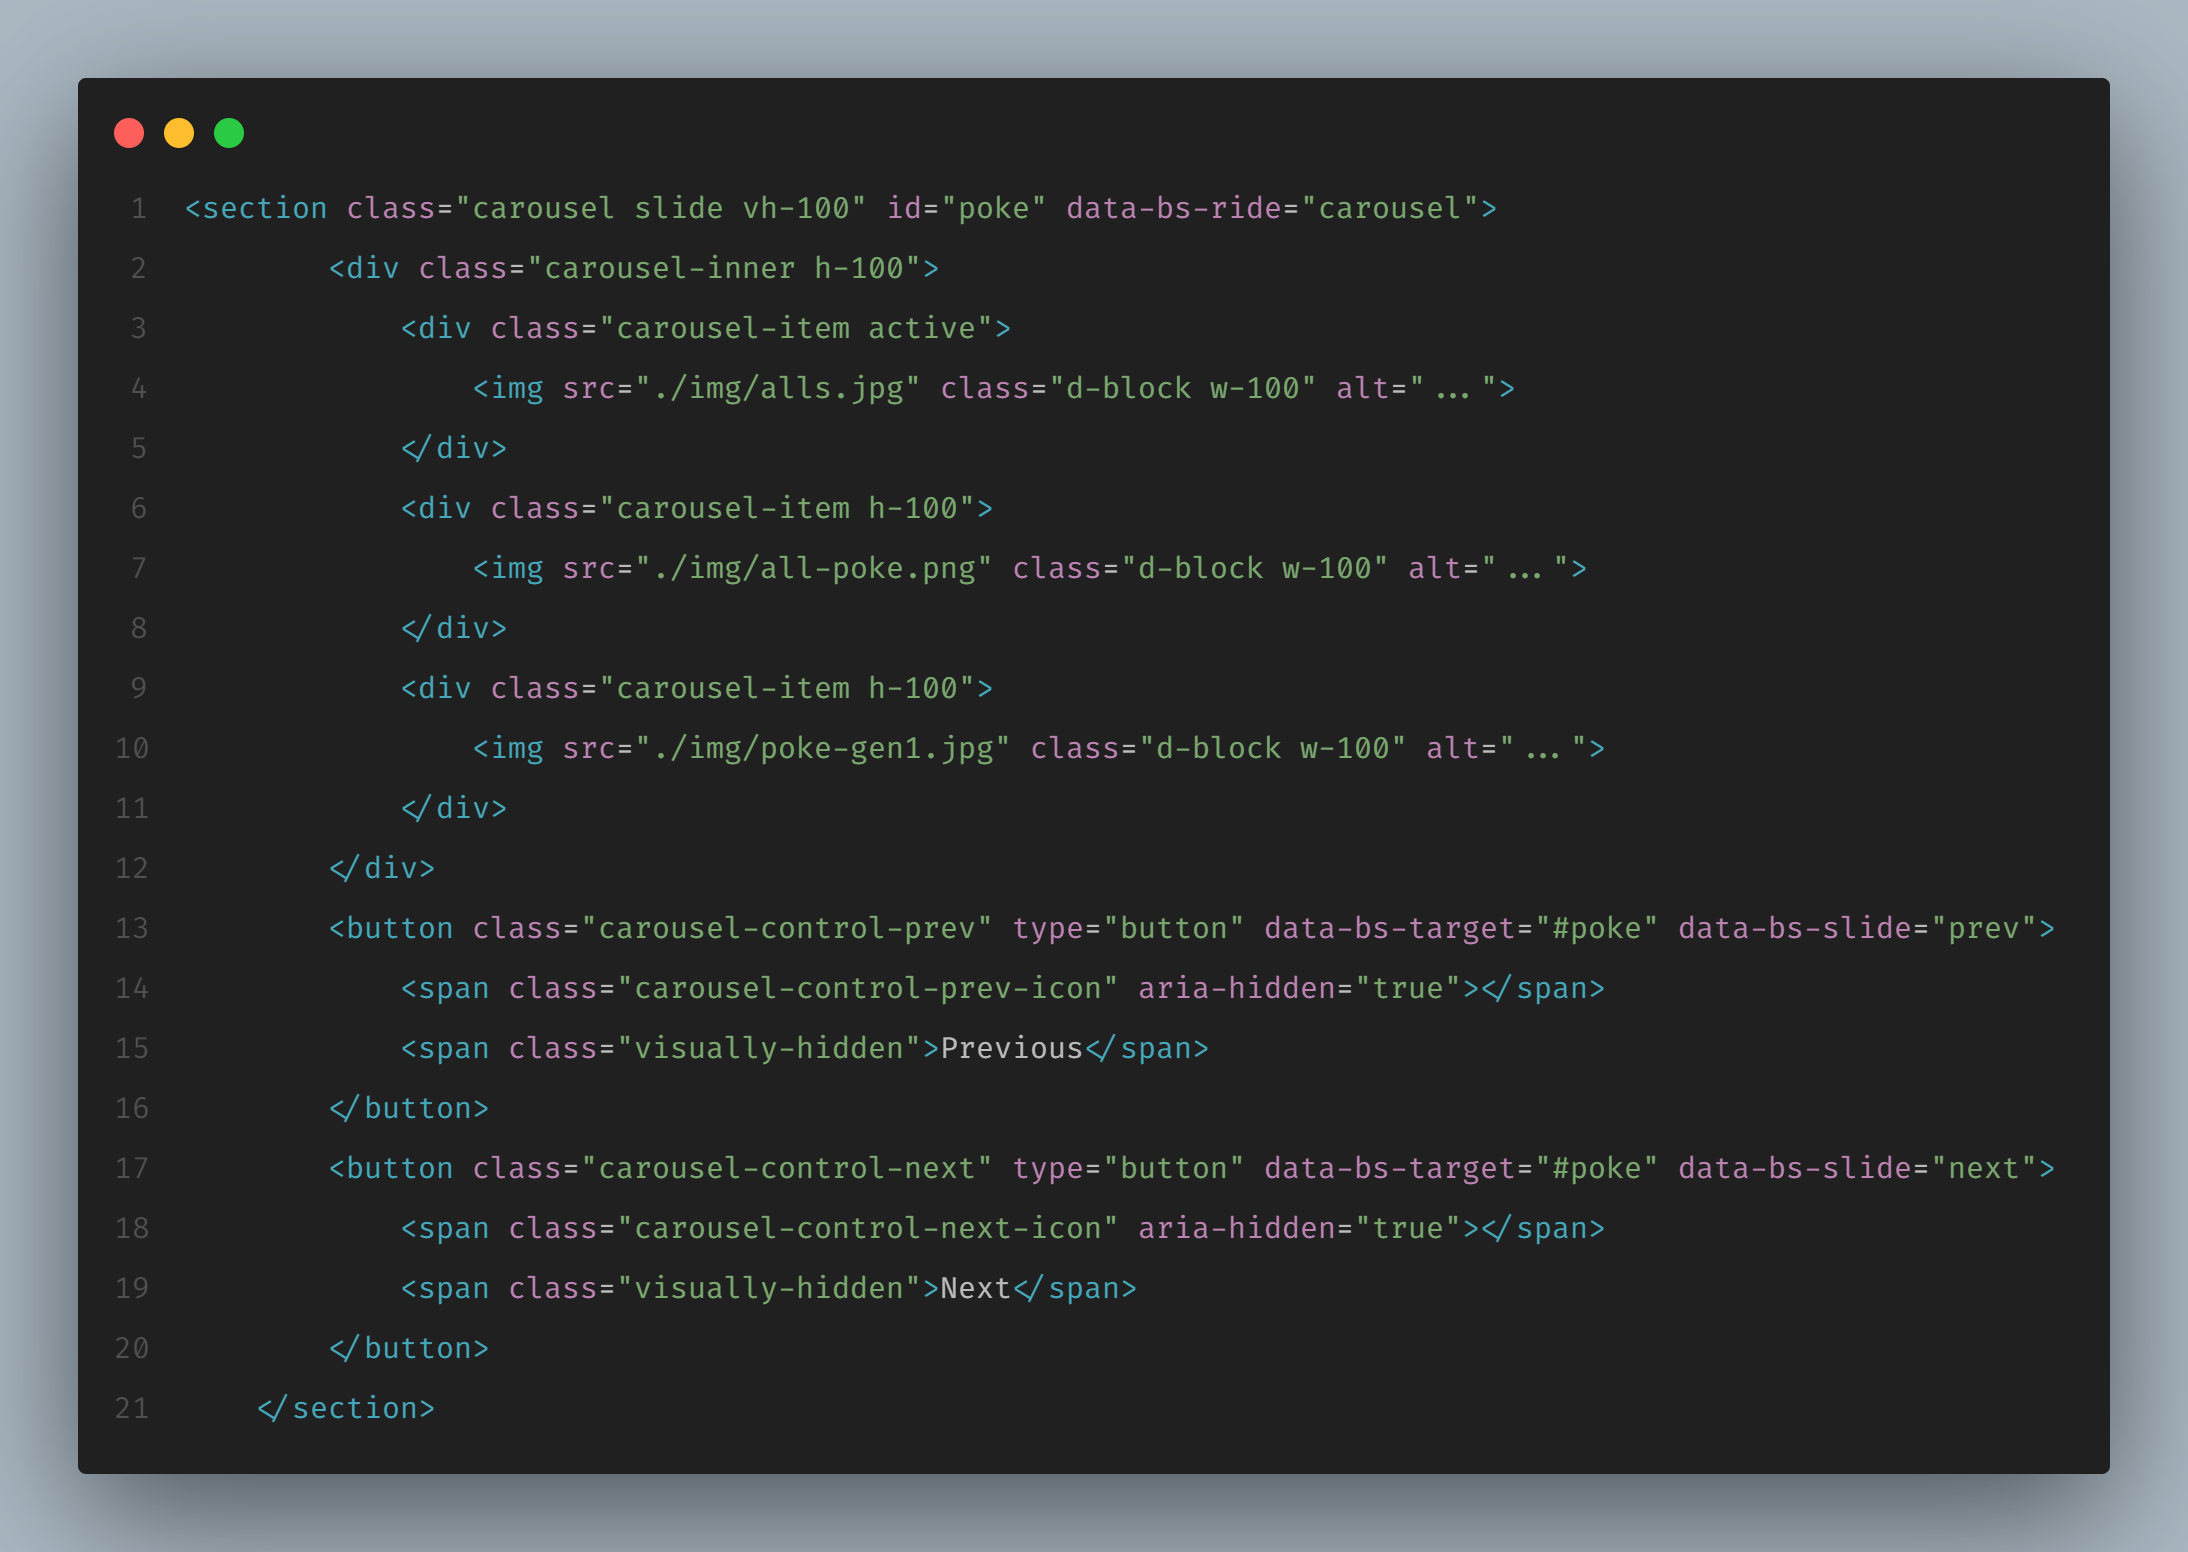 1 <section class="carousel slide vh-100" id="poke" data-bs-ride="carousel">
2         <div class="carousel-inner h-100">
3             <div class="carousel-item active">
4                 <img src="./img/alls.jpg" class="d-block w-100" alt="...">
5             </div>
6             <div class="carousel-item h-100">
7                 <img src="./img/all-poke.png" class="d-block w-100" alt="...">
8             </div>
9             <div class="carousel-item h-100">
10                 <img src="./img/poke-gen1.jpg" class="d-block w-100" alt="...">
11             </div>
12         </div>
13         <button class="carousel-control-prev" type="button" data-bs-target="#poke" data-bs-slide="prev">
14             <span class="carousel-control-prev-icon" aria-hidden="true"></span>
15             <span class="visually-hidden">Previous</span>
16         </button>
17         <button class="carousel-control-next" type="button" data-bs-target="#poke" data-bs-slide="next">
18             <span class="carousel-control-next-icon" aria-hidden="true"></span>
19             <span class="visually-hidden">Next</span>
20         </button>
21     </section>